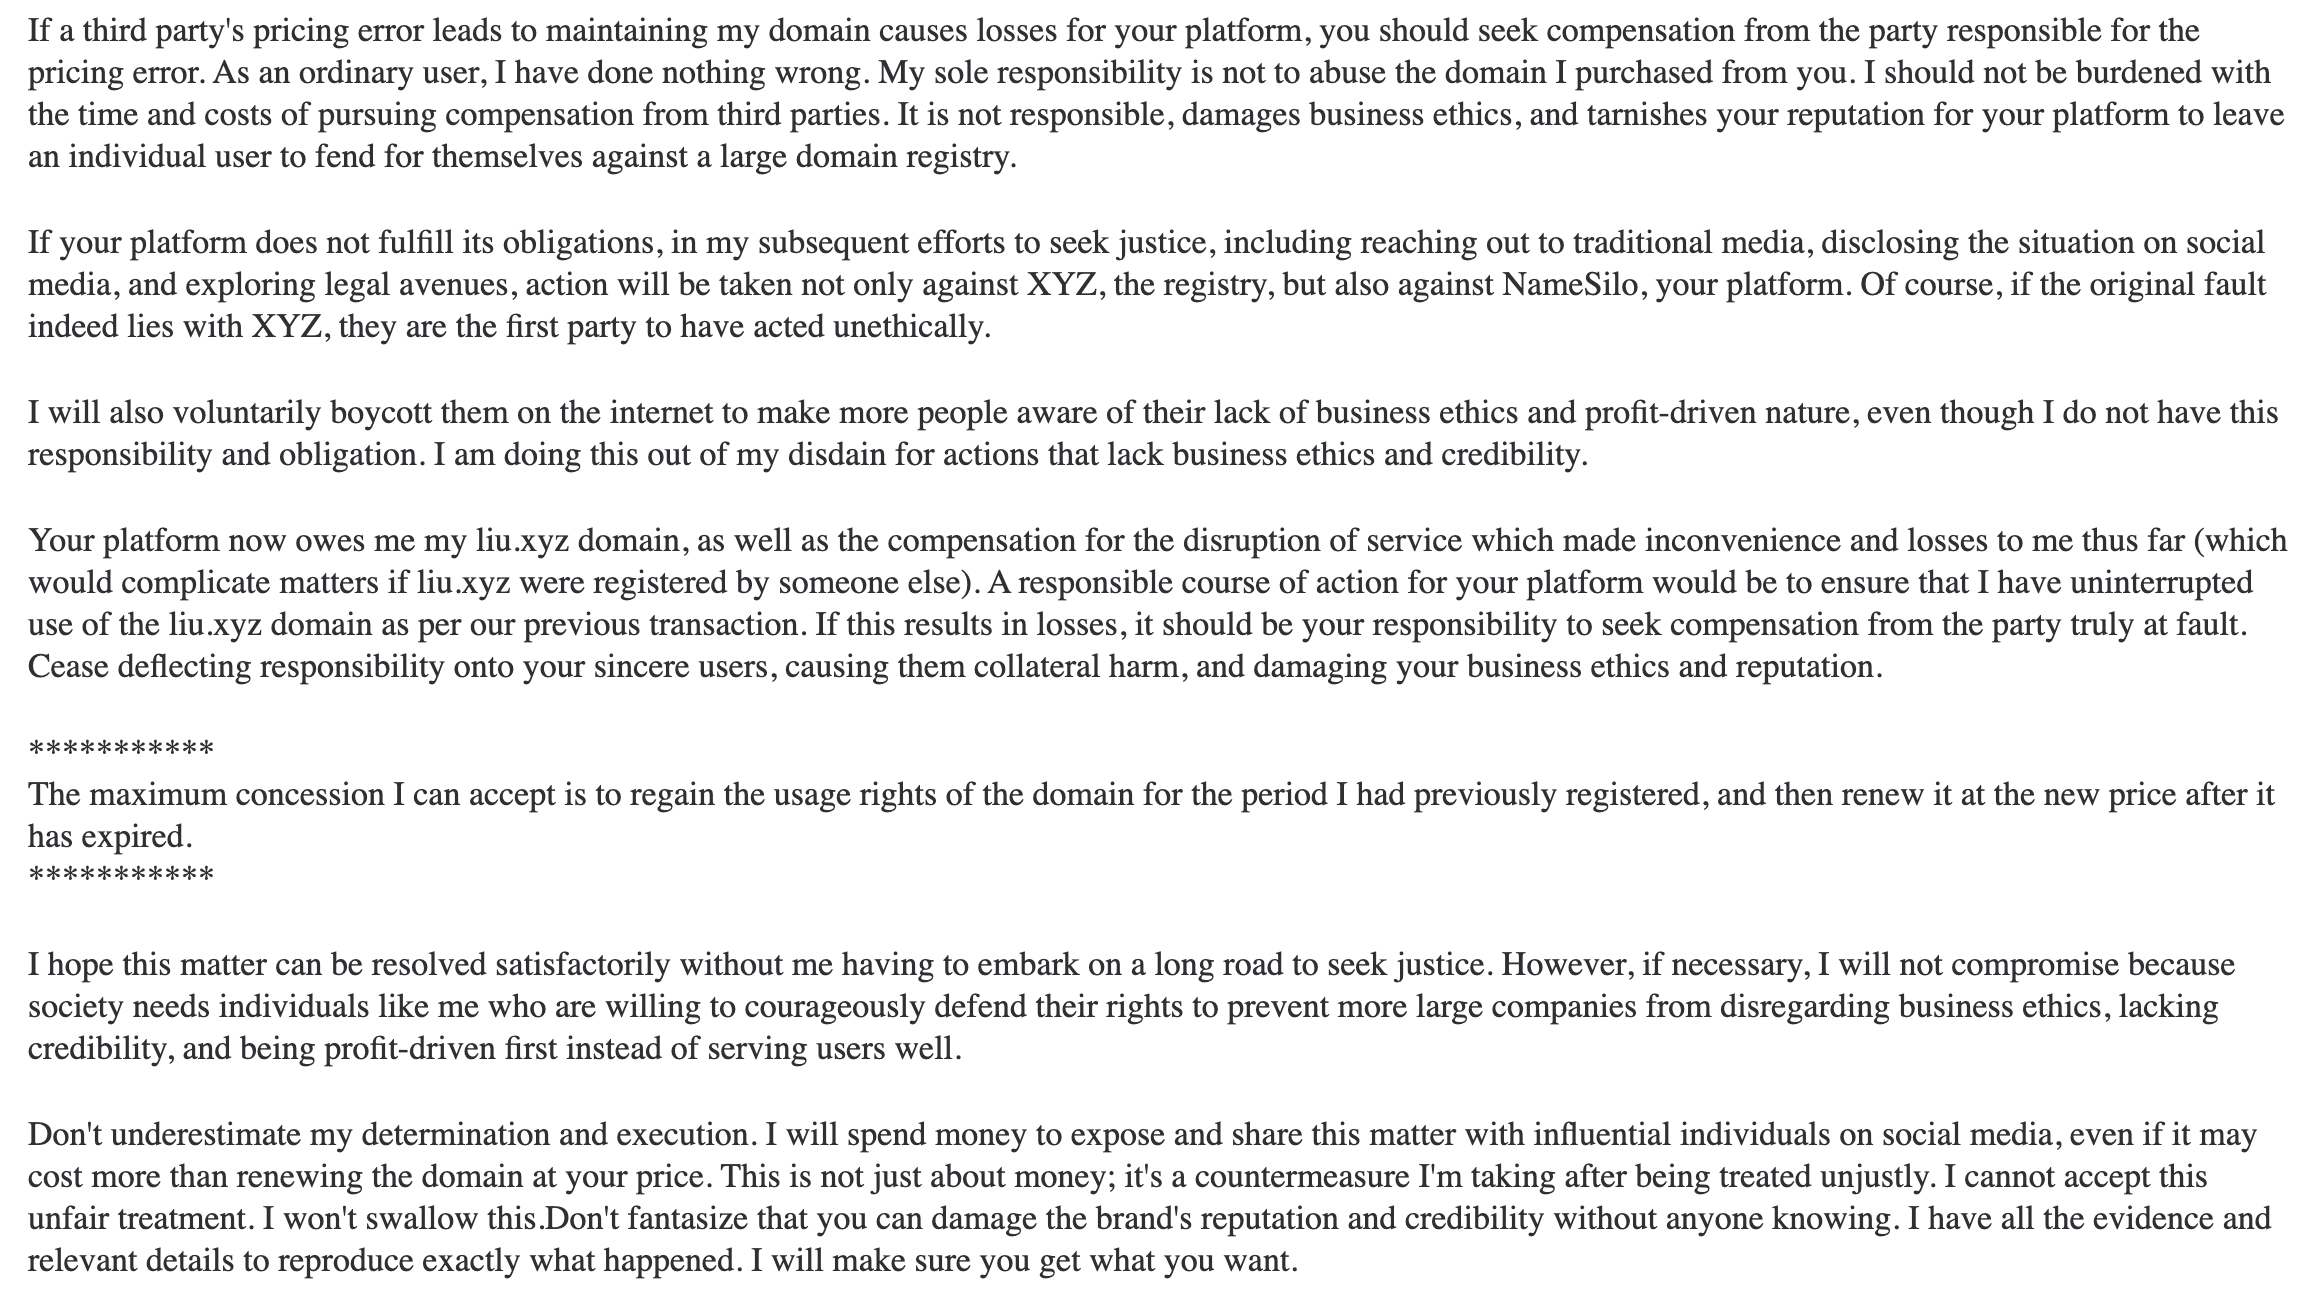 If a third party's pricing error leads to maintaining my domain causes losses for your platform, you should seek compensation from the party responsible for the
pricing error. As an ordinary user, I have done nothing wrong. My sole responsibility is not to abuse the domain I purchased from you. I should not be burdened with
the time and costs of pursuing compensation from third parties. It is not responsible, damages business ethics, and tarnishes your reputation for your platform to leave
an individual user to fend for themselves against a large domain registry.
If your platform does not fulfill its obligations, in my subsequent efforts to seek justice, including reaching out to traditional media, disclosing the situation on social
media, and exploring legal avenues, action will be taken not only against XYZ, the registry, but also against NameSilo, your platform. Of course, if the original fault
indeed lies with XYZ, they are the first party to have acted unethically.
I will also voluntarily boycott them on the internet to make more people aware of their lack of business ethics and profit-driven nature, even though I do not have this
responsibility and obligation. I am doing this out of my disdain for actions that lack business ethics and credibility.
Your platform now owes me my liu.xyz domain, as well as the compensation for the disruption of service which made inconvenience and losses to me thus far (which
would complicate matters if liu.xyz were registered by someone else). A responsible course of action for your platform would be to ensure that I have uninterrupted
use of the liu.xyz domain as per our previous transaction. If this results in losses, it should be your responsibility to seek compensation from the party truly at fault.
Cease deflecting responsibility onto your sincere users, causing them collateral harm, and damaging your business ethics and reputation.
***********
The maximum concession I can accept is to regain the usage rights of the domain for the period I had previously registered, and then renew it at the new price after it
has expired.
***********
I hope this matter can be resolved satisfactorily without me having to embark on a long road to seek justice. However, if necessary, I will not compromise because
society needs individuals like me who are willing to courageously defend their rights to prevent more large companies from disregarding business ethics, lacking
credibility, and being profit-driven first instead of serving users well.
Don't underestimate my determination and execution. I will spend money to expose and share this matter with influential individuals on social media, even if it may
cost more than renewing the domain at your price. This is not just about money; it's a countermeasure I'm taking after being treated unjustly. I cannot accept this
unfair treatment. I won't swallow this.Don't fantasize that you can damage the brand's reputation and credibility without anyone knowing. I have all the evidence and
relevant details to reproduce exactly what happened. I will make sure you get what you want.